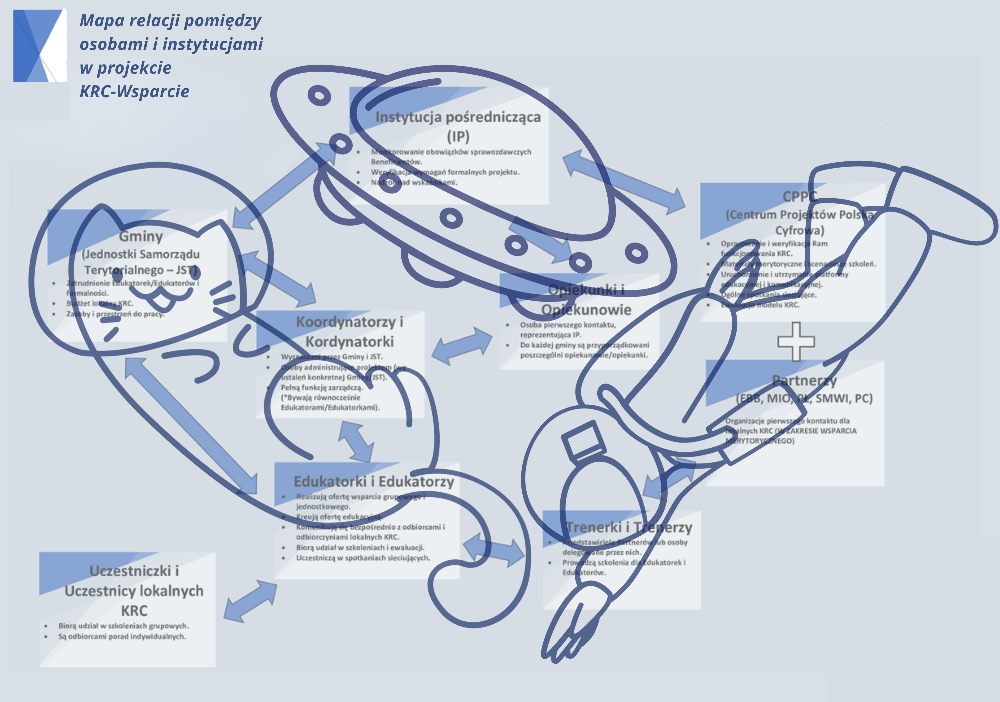 Mapa relacji pomiędzy
osobami i instytucjami
w projekcie
KRC-Wsparcie
Instytucja pośrednicząca
(IP)
• Monitorowanie obowiązków sprawozdawczych
Beneficjentów.
• Weryfikacja wymagań formalnych projektu.
• Nadzór nad wskaźnikami.
CPPC
(Centrum Projektów Polska
Cyfrowa)
• Opracowanie i weryfikacja Ram
funkcjonowania KRC.
• Materiały merytoryczne i scenariusze szkoleń.
• Uruchomienie i utrzymanie platformy
edukacyjnej i komunikacyjnej.
• Ogólne spotkania sieciujące.
• Ewaluacja modelu KRC.
Gminy
(Jednostki Samorządu
Terytorialnego – JST)
• Zatrudnienie Edukatorek/Edukatorów i
formalności.
• Budżet lokalny KRC.
• Zasoby i przestrzeń do pracy.
Opiekunki i
Opiekunowie
• Osoba pierwszego kontaktu,
reprezentująca IP.
• Do każdej gminy są przyporządkowani
poszczególni opiekunowie/opiekunki.
Koordynatorzy i
Kordynatorki
• Wyznaczani przez Gminy i JST.
• Osoby administrujące projektem (wg
ustaleń konkretnej Gminy/JST).
• Pełną funkcję zarządczą.
(*Bywają równocześnie
Edukatorami/Edukatorkami).
Partnerzy
(EBB, MIO, PŁ, SMWI, PC)
Organizacje pierwszego kontaktu dla
lokalnych KRC (W ZAKRESIE WSPARCIA
MERYTORYCZNEGO)
Edukatorki i Edukatorzy
• Realizują ofertę wsparcia grupowego i
jednostkowego.
• Kreują ofertę edukacyjną.
• Komunikują się bezpośrednio z odbiorcami i
odbiorczyniami lokalnych KRC.
• Biorą udział w szkoleniach i ewaluacji.
• Uczestniczą w spotkaniach sieciujących.
Trenerki i Trenerzy
• Przedstawiciele Partnerów lub osoby
delegowane przez nich.
• Prowadzą szkolenia dla Edukatorek i
Edukatorów.
Uczestniczki i
Uczestnicy lokalnych
KRC
• Biorą udział w szkoleniach grupowych.
• Są odbiorcami porad indywidualnych.